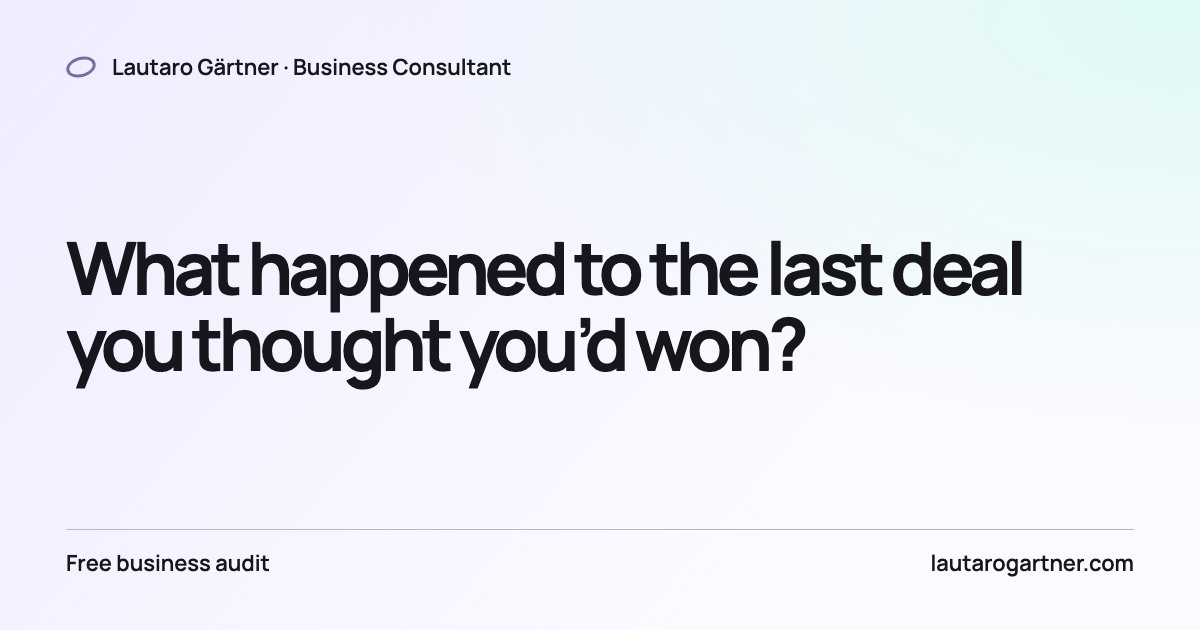 Lautaro Gärtner · Business Consultant
What happened to the last deal
you thought you’d won?
Free business audit
lautarogartner.com